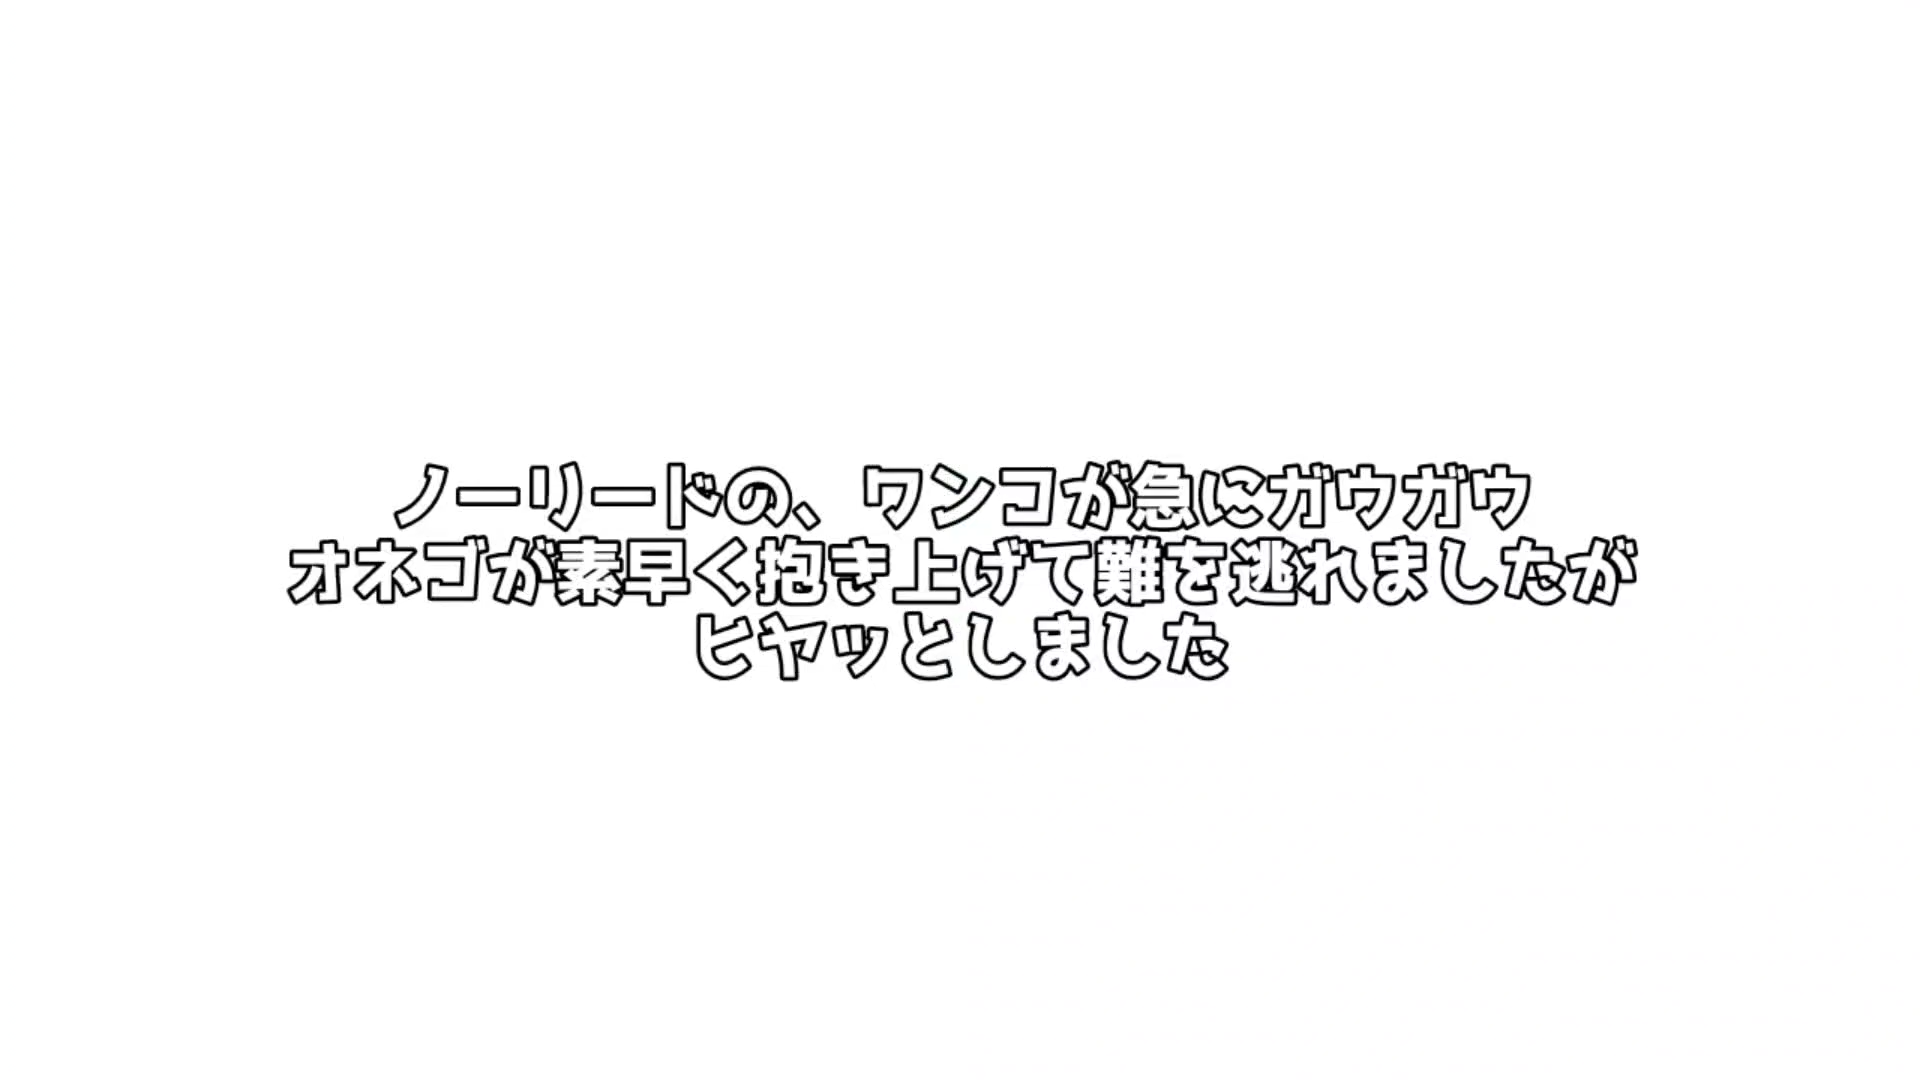 ノーリードの、ワンコが急にガウガウ
オネゴが素早く抱き上げて難を逃れましたが
ヒヤッとしました